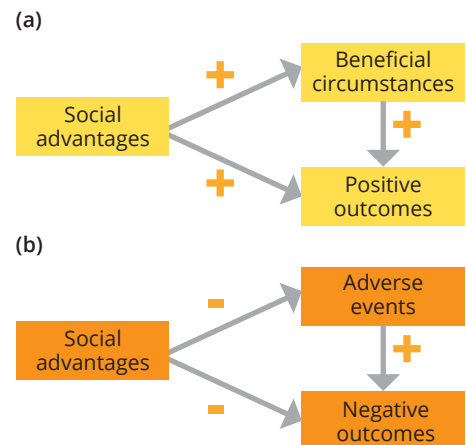 (a)
Beneficial
circumstances
+
Social
advantages
+
+
Positive
outcomes
(b)
Adverse
events
-
Social
advantages
+
-
Negative
outcomes